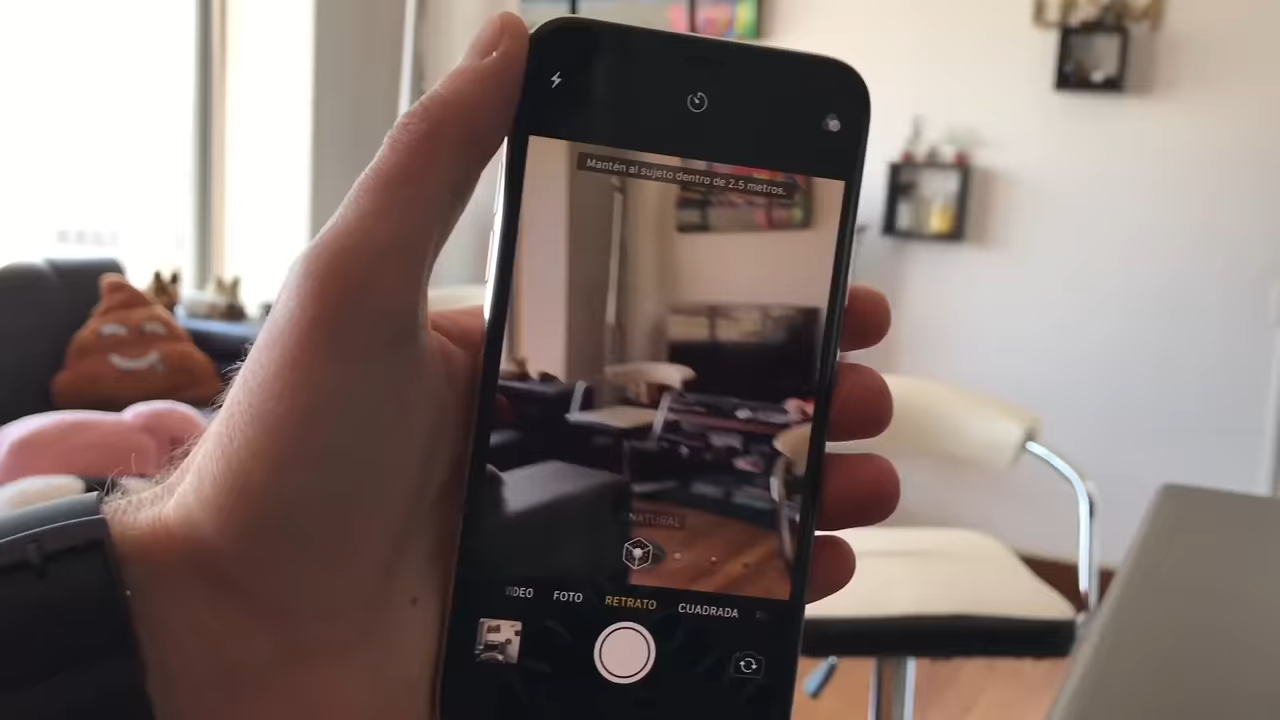 Mantén al sujeto dentro de 2.5 metros.
NATURAL
VIDEO FOTO RETRATO CUADRADA